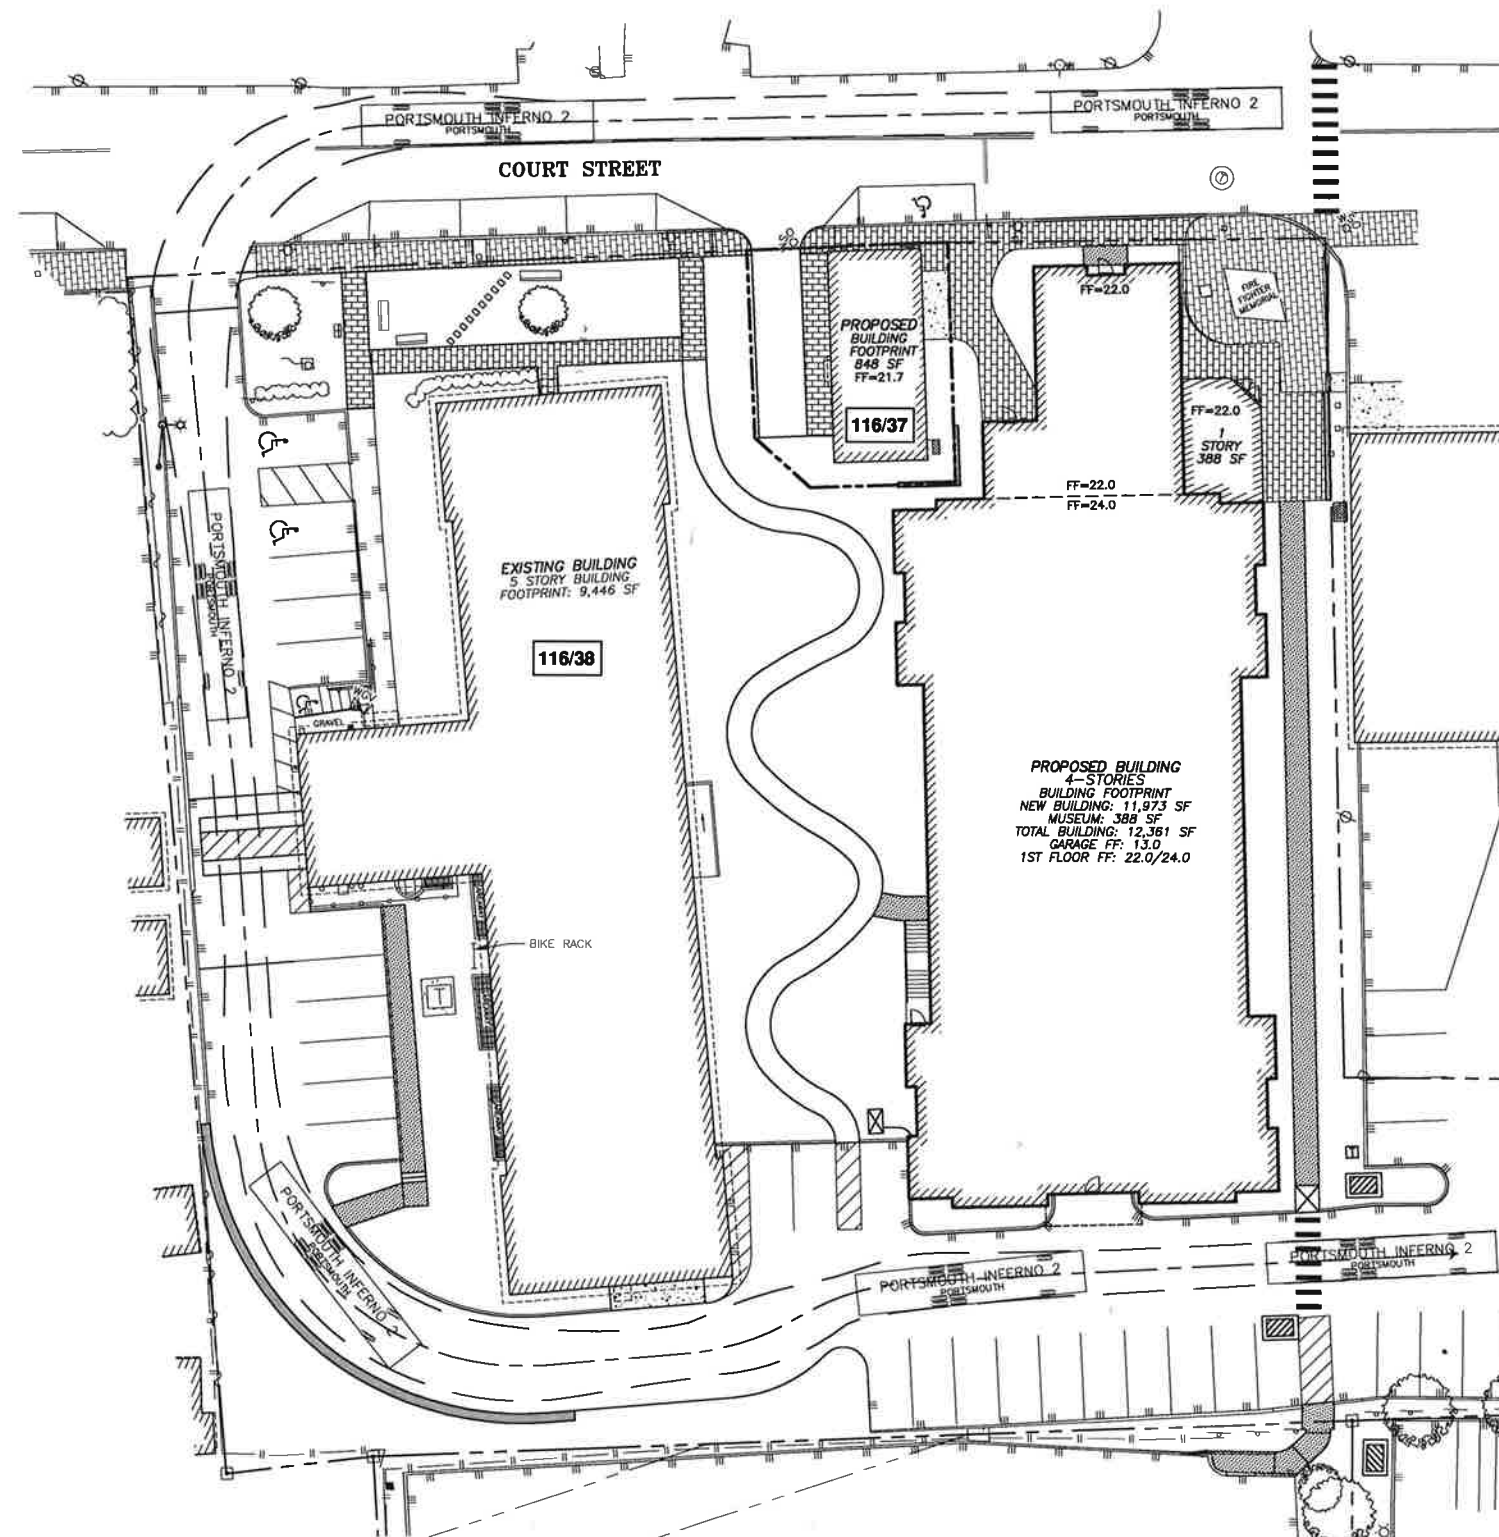 PORTSMOUTH INFERNO 2
PORTSMOUTH
PORTSMOUTH INFERNO 2
PORTSMOUTH
COURT STREET
FF=22.0
FIRE
FIGHTER
MEMORIAL
PROPOSED
BUILDING
FOOTPRINT
848 SF
FF=21.7
116/37
FF=22.0
1
STORY
388 SF
FF=22.0
FF=24.0
PORTSMOUTH INFERNO 2
PORTSMOUTH
EXISTING BUILDING
5 STORY BUILDING
FOOTPRINT: 9,446 SF
116/38
GRAVEL
PROPOSED BUILDING
4-STORIES
BUILDING FOOTPRINT
NEW BUILDING: 11,973 SF
MUSEUM: 388 SF
TOTAL BUILDING: 12,361 SF
GARAGE FF: 13.0
1ST FLOOR FF: 22.0/24.0
BIKE RACK
T
PORTSMOUTH INFERNO 2
PORTSMOUTH
PORTSMOUTH INFERNO 2
PORTSMOUTH
PORTSMOUTH INFERNO 2
PORTSMOUTH